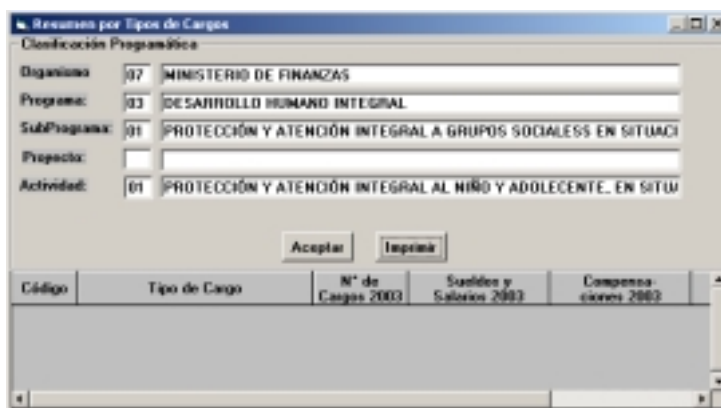 Resumen por Tipos de Cargos
Clasificación Programática
Organismo 07 MINISTERIO DE FINANZAS
Programa: 03 DESARROLLO HUMANO INTEGRAL
SubPrograma: 01 PROTECCIÓN Y ATENCIÓN INTEGRAL A GRUPOS SOCIALESS EN SITUACI
Proyecto:
Actividad: 01 PROTECCIÓN Y ATENCIÓN INTEGRAL AL NIÑO Y ADOLECENTE. EN SITUA
Aceptar Imprimir
Código Tipo de Cargo N° de Cargos 2003 Sueldos y Salarios 2003 Compensa-ciones 2003